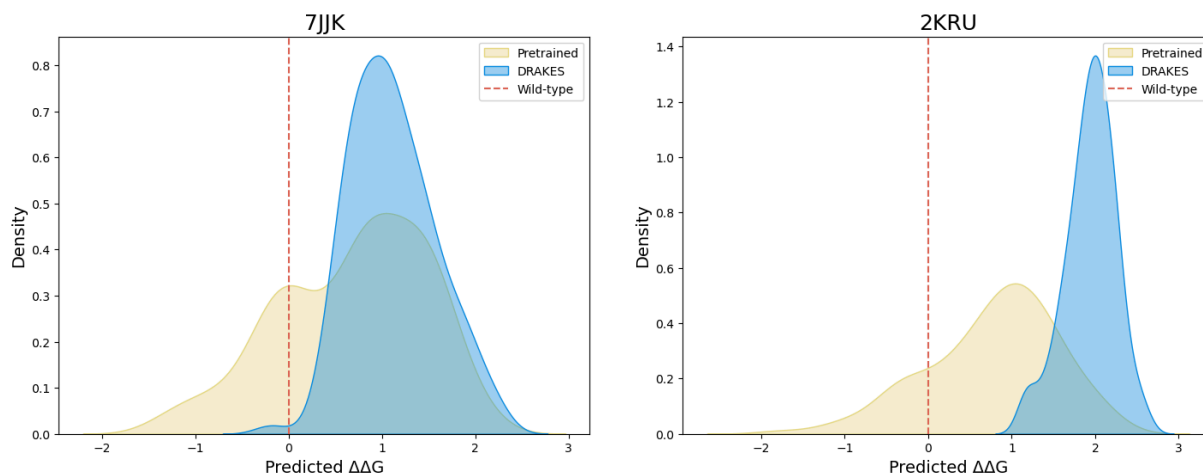 7JJK
Pretrained
DRAKES
Wild-type
Density
0.8
0.7
0.6
0.5
0.4
0.3
0.2
0.1
0.0
−2
−1
0
1
2
3
Predicted ΔΔG
2KRU
Pretrained
DRAKES
Wild-type
Density
1.4
1.2
1.0
0.8
0.6
0.4
0.2
0.0
−2
−1
0
1
2
3
Predicted ΔΔG